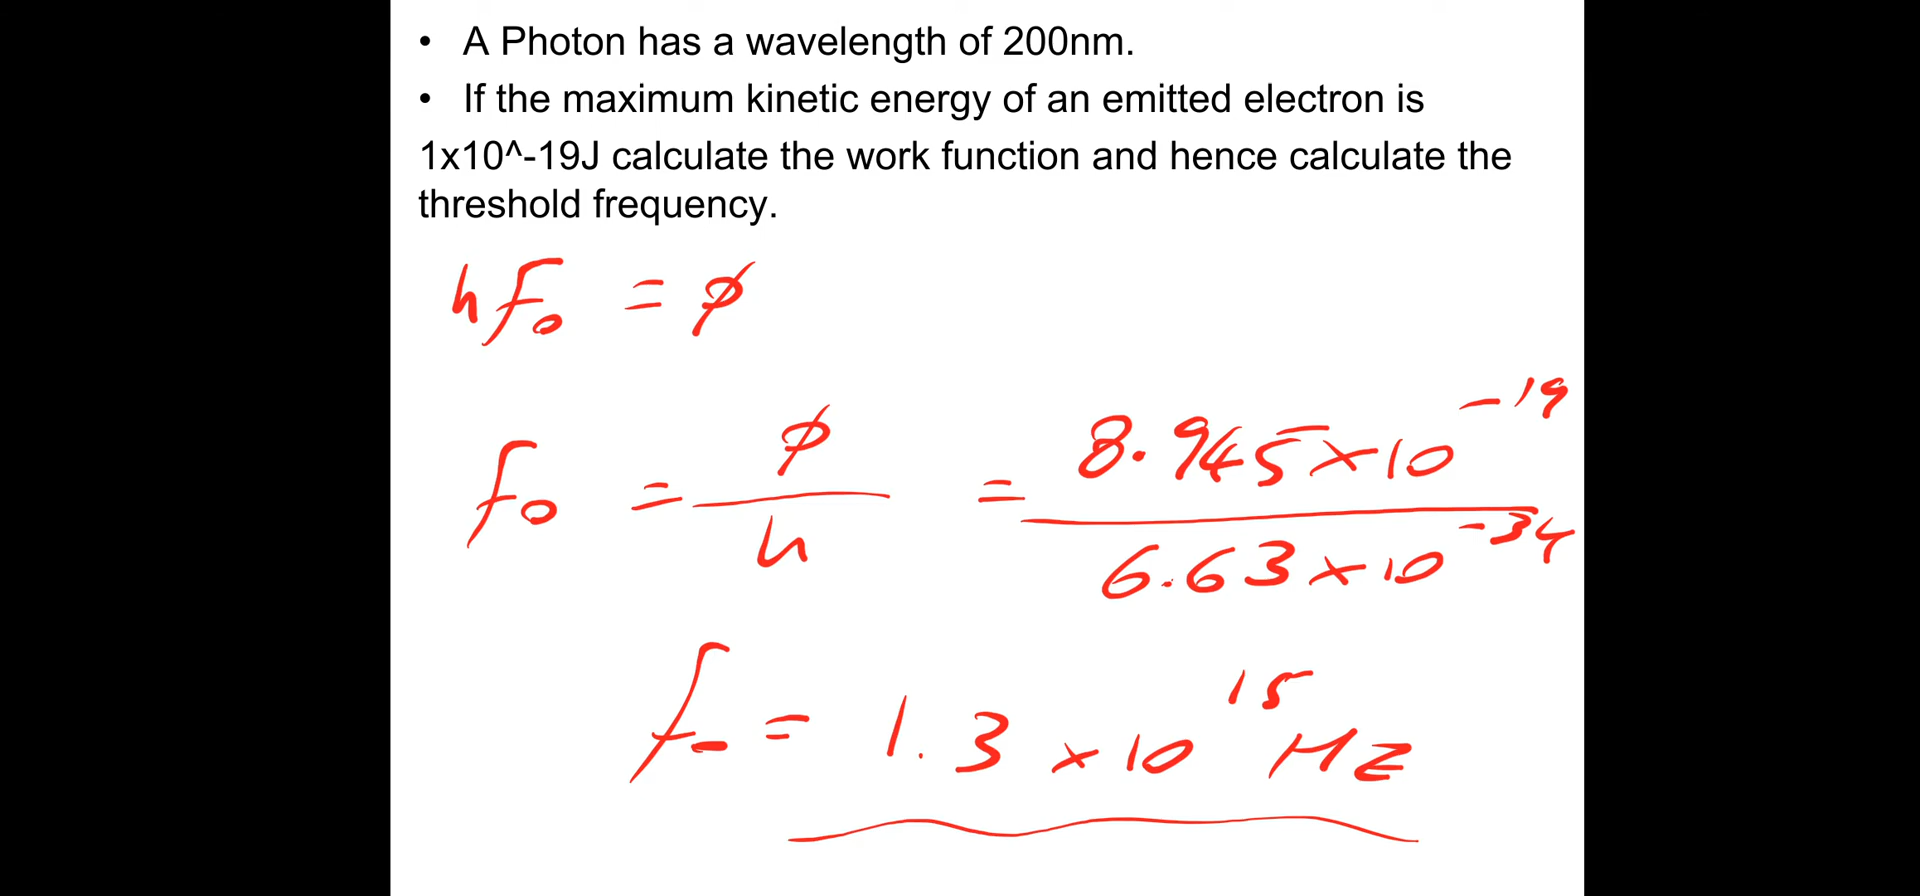 • A Photon has a wavelength of 200nm.
• If the maximum kinetic energy of an emitted electron is
1x10^-19J calculate the work function and hence calculate the
threshold frequency.
hf₀ = φ
f₀ = φ / h = 8.945 × 10⁻¹⁹ / 6.63 × 10⁻³⁴
f₀ = 1.3 × 10¹⁵ Hz